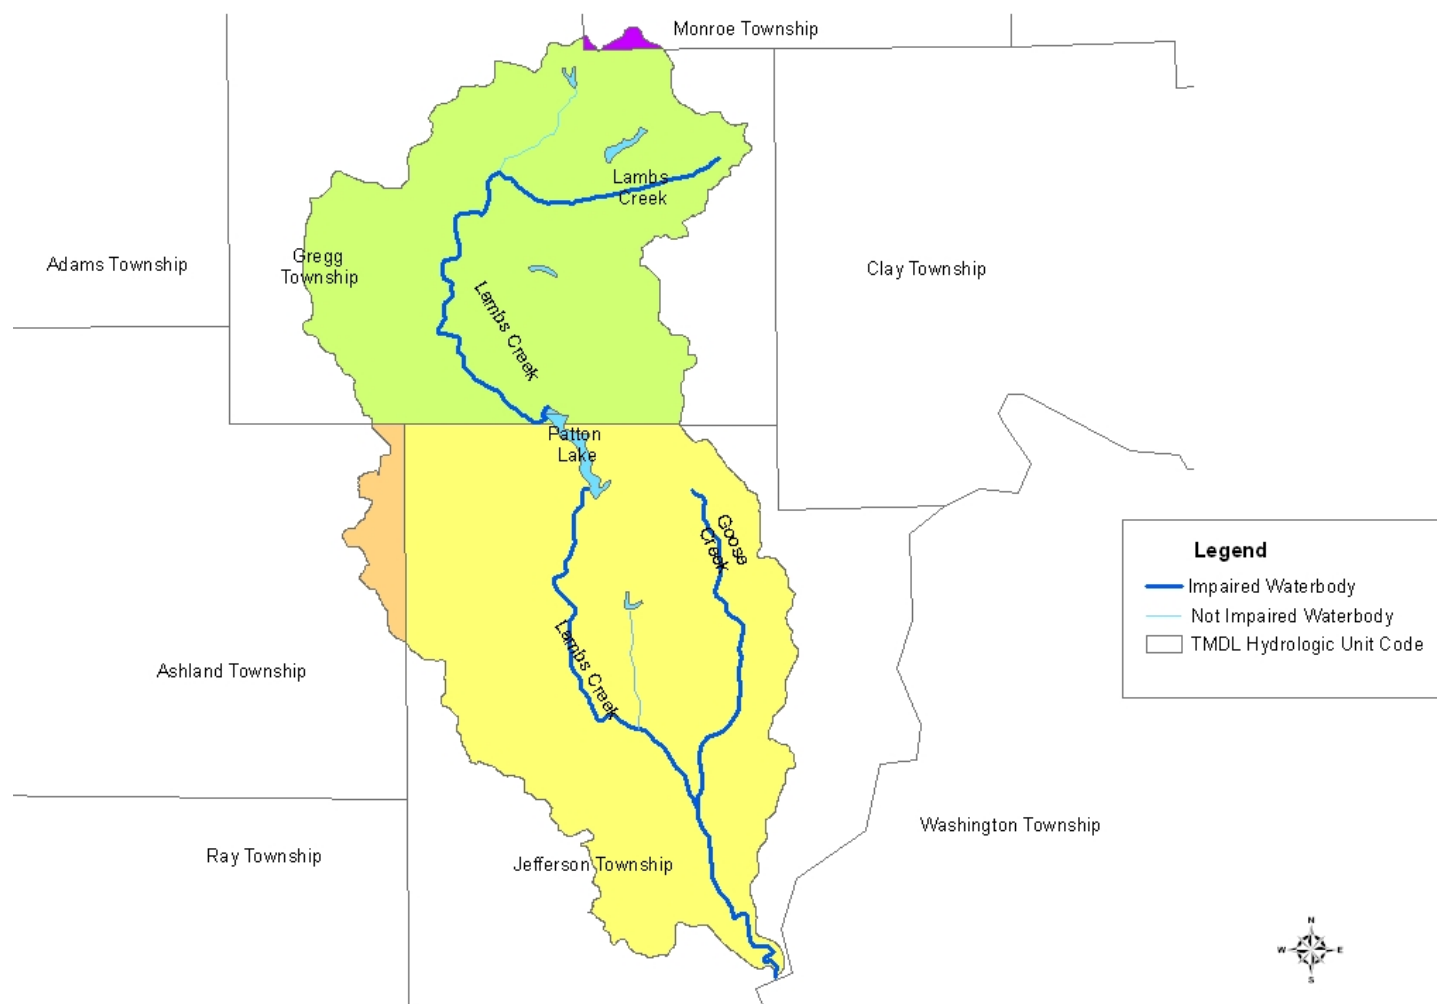 Monroe Township
Lambs
Creek
Adams Township
Gregg
Township
Clay Township
Lambs Creek
Patton
Lake
Goose
Creek
Legend
Impaired Waterbody
Not Impaired Waterbody
TMDL Hydrologic Unit Code
Lambs Creek
Ashland Township
Washington Township
Ray Township
Jefferson Township
N
W
E
S